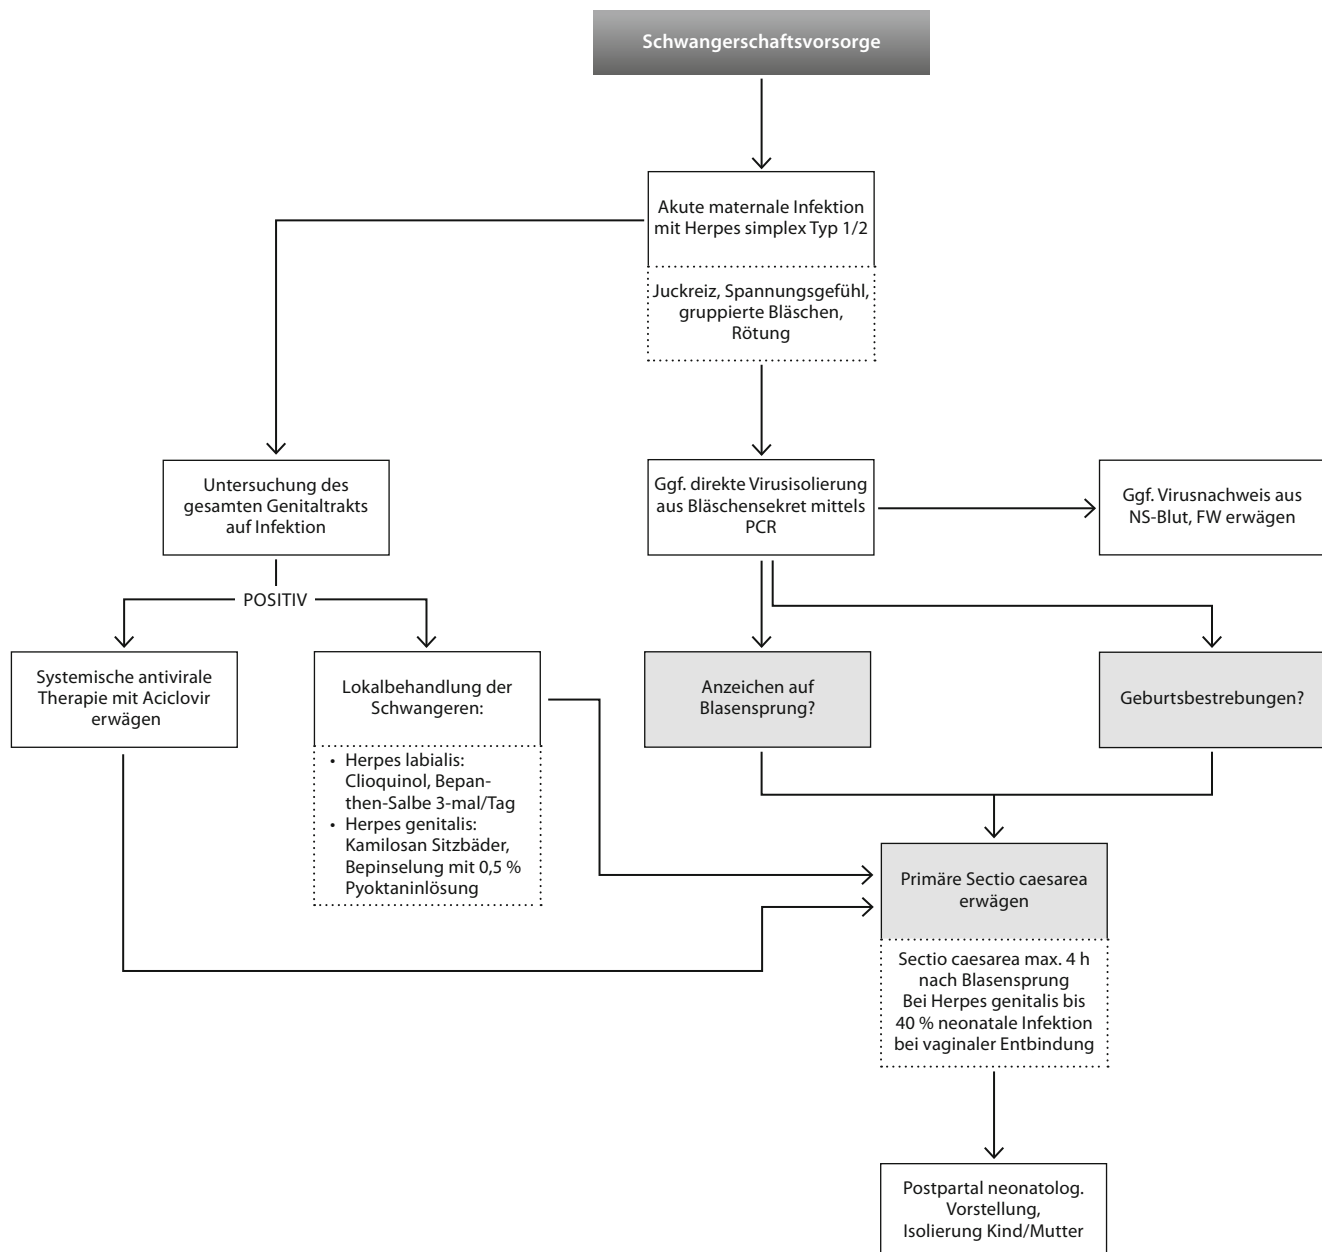 Schwangerschaftsvorsorge
Akute maternale Infektion
mit Herpes simplex Typ 1/2
Juckreiz, Spannungsgefühl,
gruppierte Bläschen,
Rötung
Untersuchung des
gesamten Genitaltrakts
auf Infektion
Ggf. direkte Virusisolierung
aus Bläschensekret mittels
PCR
Ggf. Virusnachweis aus
NS-Blut, FW erwägen
POSITIV
Systemische antivirale
Therapie mit Aciclovir
erwägen
Lokalbehandlung der
Schwangeren:
• Herpes labialis:
Clioquinol, Bepan-
then-Salbe 3-mal/Tag
• Herpes genitalis:
Kamilosan Sitzbäder,
Bepinselung mit 0,5 %
Pyoktaninlösung
Anzeichen auf
Blasensprung?
Geburtsbestrebungen?
Primäre Sectio caesarea
erwägen
Sectio caesarea max. 4 h
nach Blasensprung
Bei Herpes genitalis bis
40 % neonatale Infektion
bei vaginaler Entbindung
Postpartal neonatolog.
Vorstellung,
Isolierung Kind/Mutter